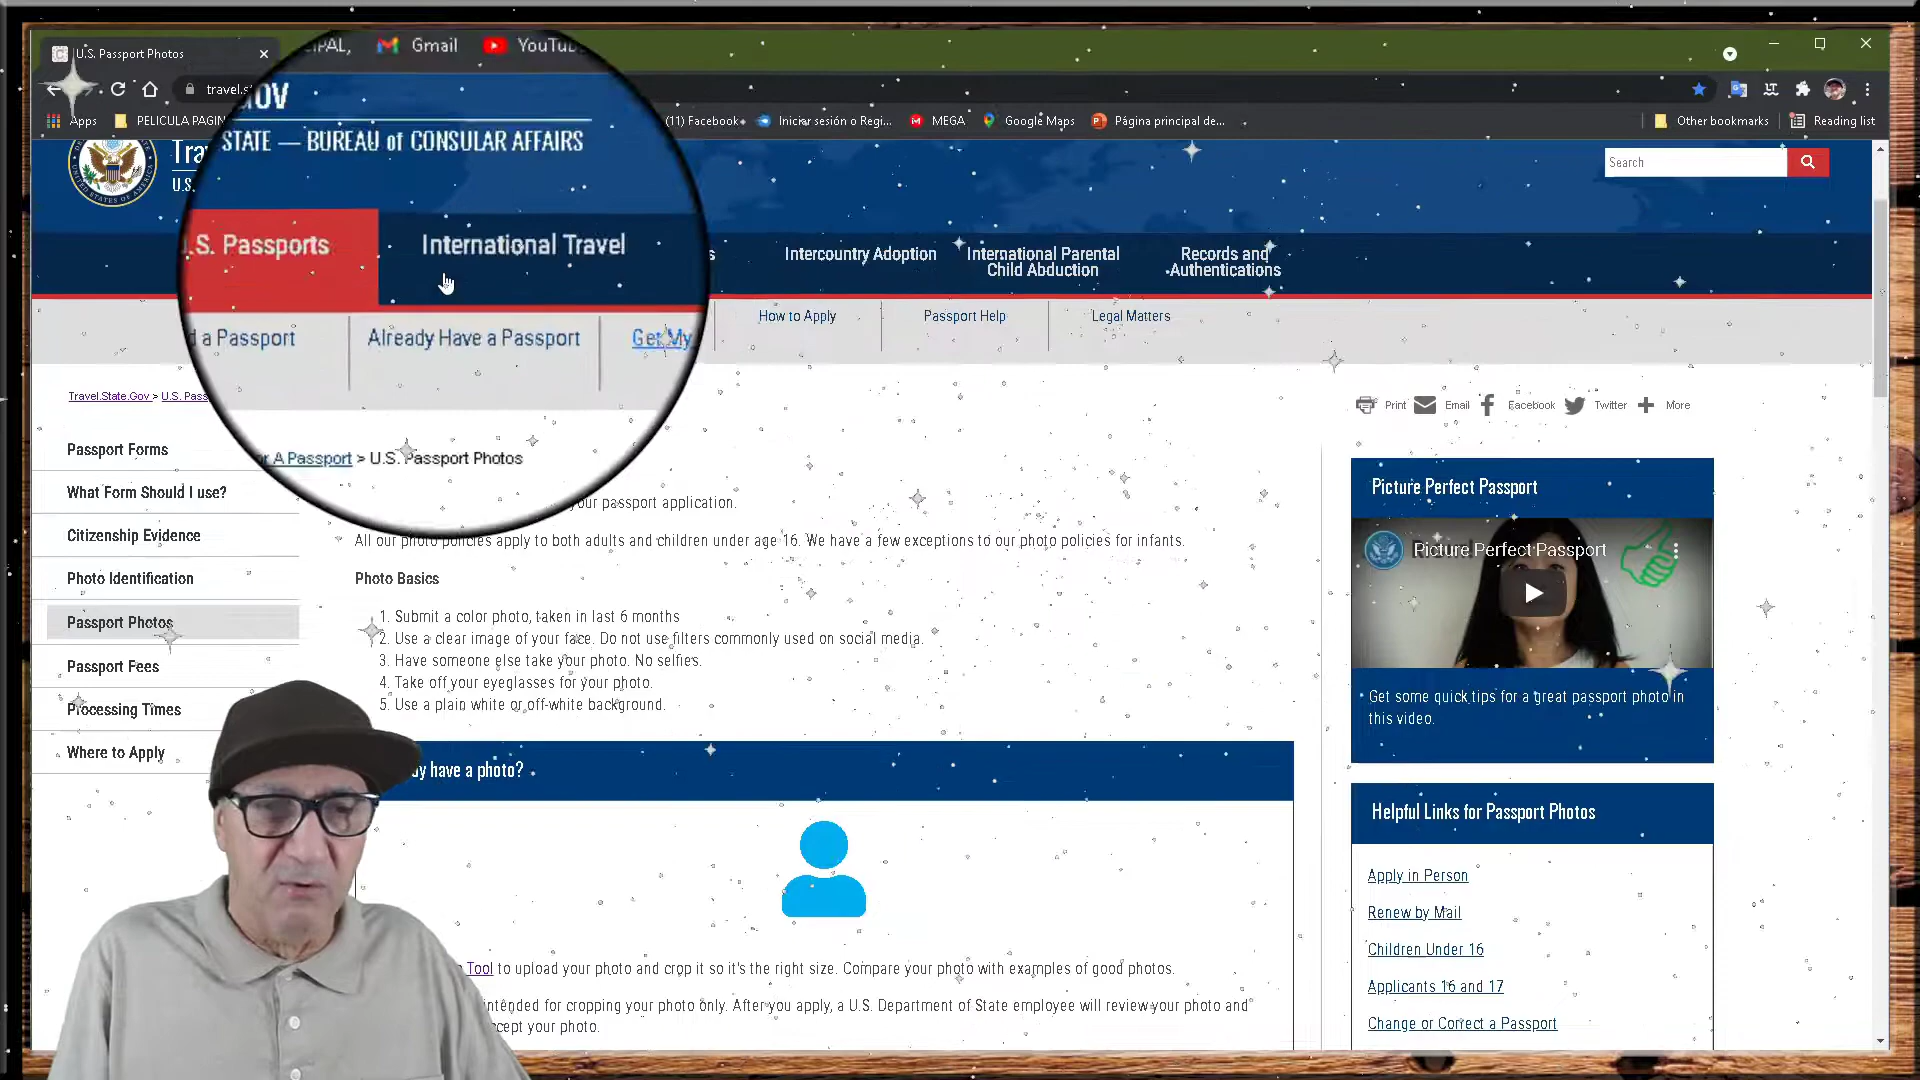 U.S. Passport Photos
CIPAL,
Gmail
YouTub
travel.s
Apps
PELICULA PAGIN
(11) Facebook
Iniciar sesión o Regi...
MEGA
Google Maps
Página principal de...
Other bookmarks
Reading list
GOV
STATE — BUREAU of CONSULAR AFFAIRS
Tra
U.S.
Search
.S. Passports
International Travel
s
Intercountry Adoption
International Parental
Child Abduction
Records and
Authentications
d a Passport
Already Have a Passport
Get My
How to Apply
Passport Help
Legal Matters
Travel.State.Gov > U.S. Pass
Print
Email
Facebook
Twitter
More
r A Passport > U.S. Passport Photos
Passport Forms
What Form Should I use?
Citizenship Evidence
Photo Identification
Passport Photos
Passport Fees
Processing Times
Where to Apply
our passport application.
All our photo policies apply to both adults and children under age 16. We have a few exceptions to our photo policies for infants.
Photo Basics
1. Submit a color photo, taken in last 6 months
2. Use a clear image of your face. Do not use filters commonly used on social media.
3. Have someone else take your photo. No selfies.
4. Take off your eyeglasses for your photo.
5. Use a plain white or off-white background.
dy have a photo?
Tool to upload your photo and crop it so it's the right size. Compare your photo with examples of good photos.
intended for cropping your photo only. After you apply, a U.S. Department of State employee will review your photo and
ccept your photo.
Picture Perfect Passport
Picture Perfect Passport
Get some quick tips for a great passport photo in
this video.
Helpful Links for Passport Photos
Apply in Person
Renew by Mail
Children Under 16
Applicants 16 and 17
Change or Correct a Passport